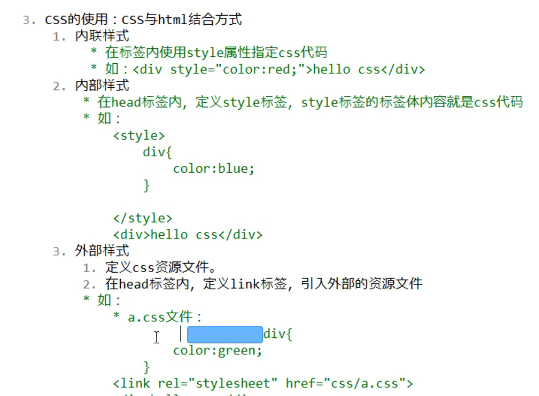 3. CSS的使用：CSS与html结合方式
1. 内联样式
* 在标签内使用style属性指定css代码
* 如：<div style="color:red;">hello css</div>
2. 内部样式
* 在head标签内，定义style标签，style标签的标签体内容就是css代码
* 如：
<style>
div{
color:blue;
}
</style>
<div>hello css</div>
3. 外部样式
1. 定义css资源文件。
2. 在head标签内，定义link标签，引入外部的资源文件
* 如：
* a.css文件：
div{
color:green;
}
<link rel="stylesheet" href="css/a.css">